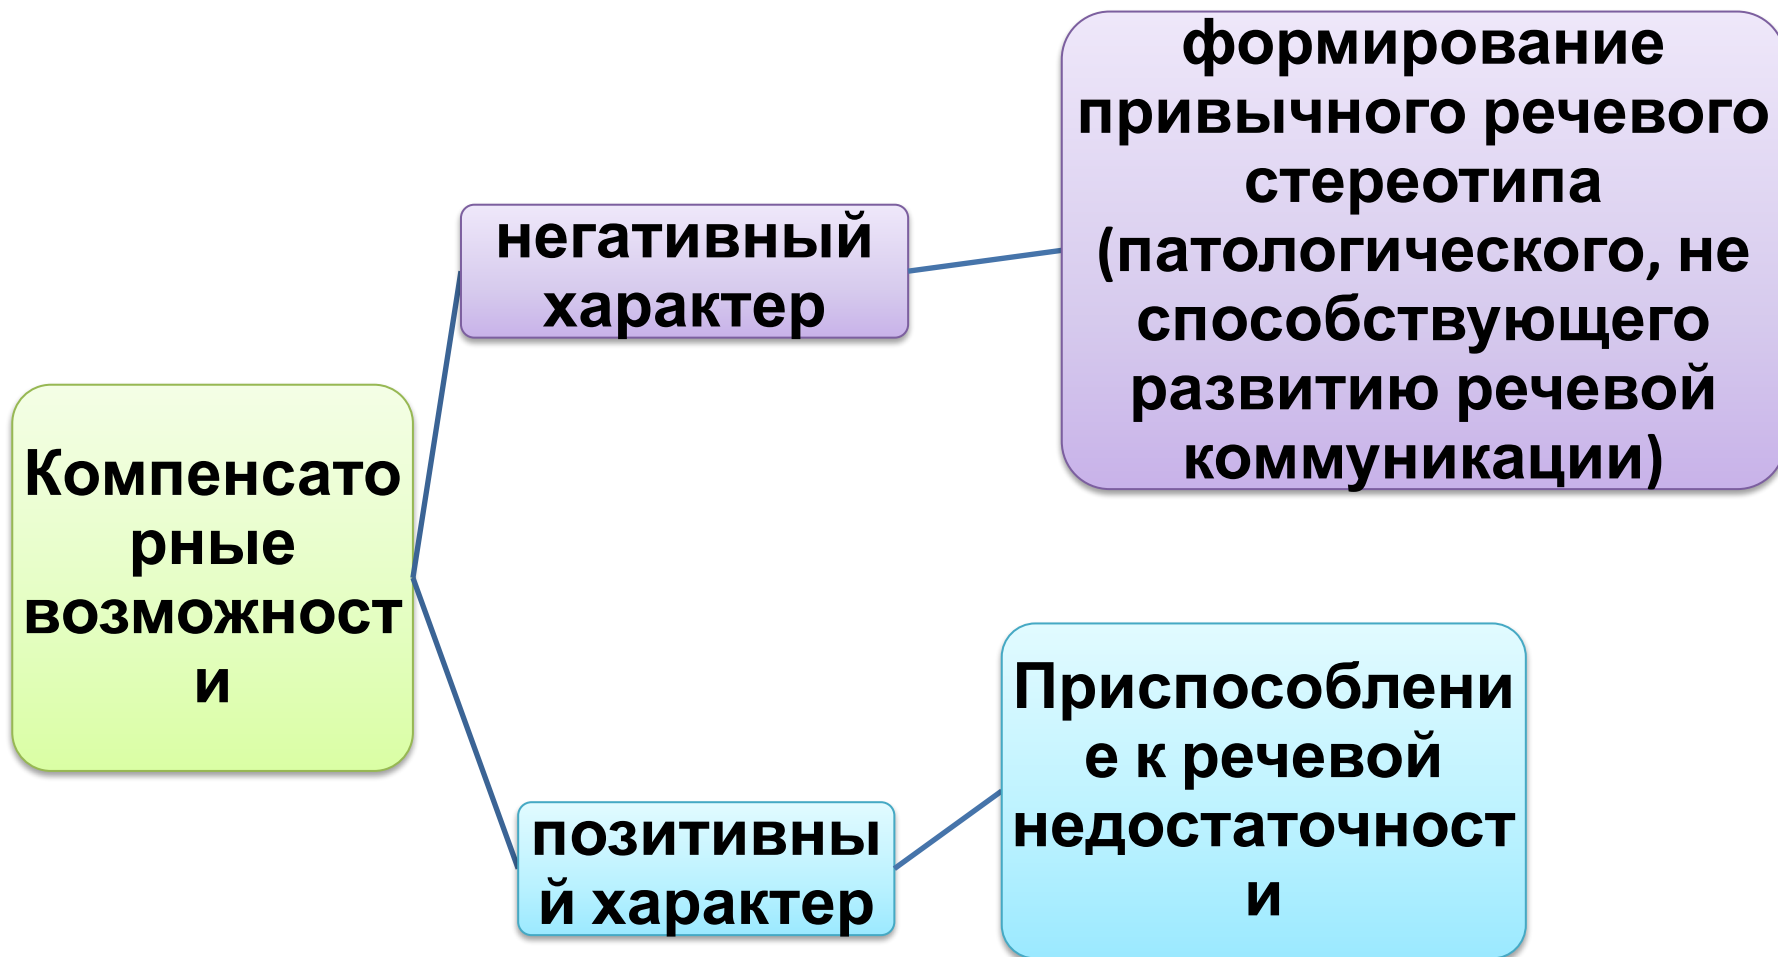 Компенсато
рные
возможност
и
негативный
характер
формирование
привычного речевого
стереотипа
(патологического, не
способствующего
развитию речевой
коммуникации)
позитивны
й характер
Приспособлени
е к речевой
недостаточност
и